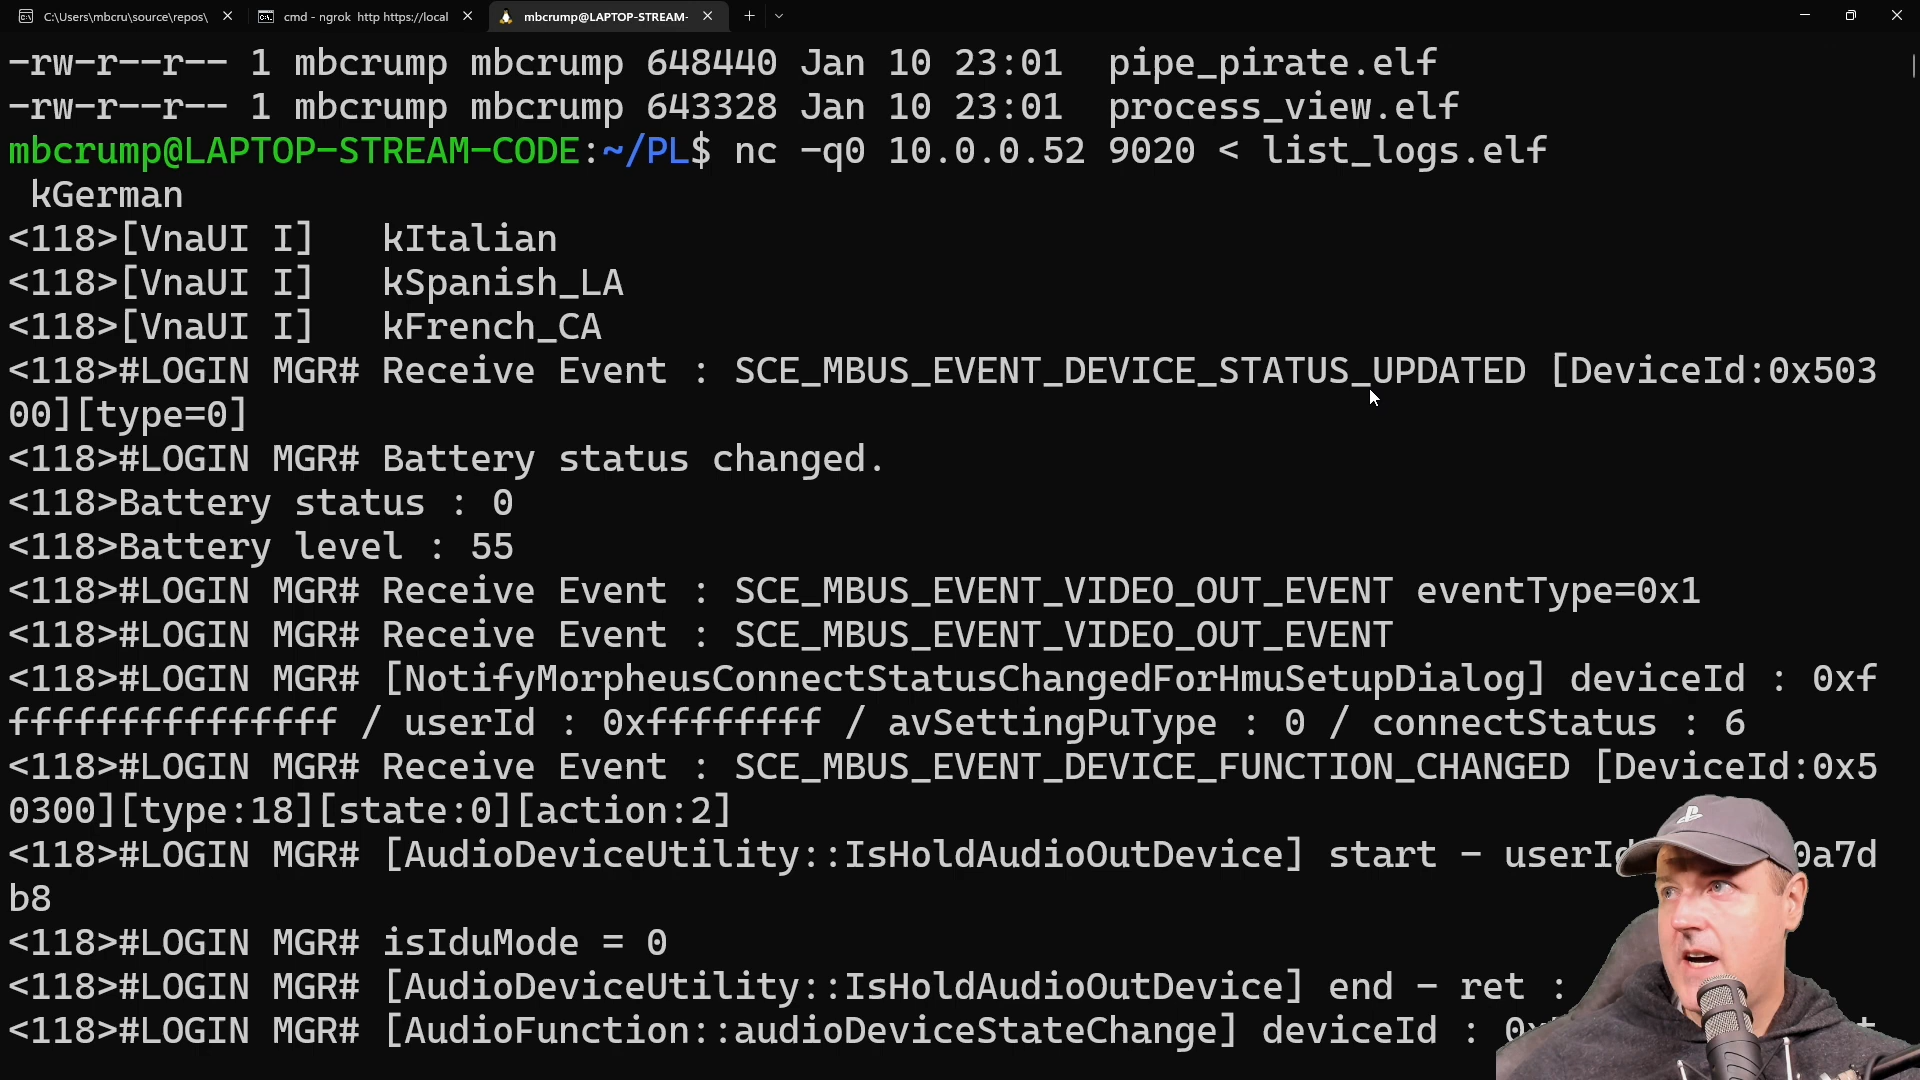 C:\Users\mbcru\source\repos\
cmd - ngrok  http https://local
mbcrump@LAPTOP-STREAM-
-rw-r--r-- 1 mbcrump mbcrump 648440 Jan 10 23:01  pipe_pirate.elf
-rw-r--r-- 1 mbcrump mbcrump 643328 Jan 10 23:01  process_view.elf
mbcrump@LAPTOP-STREAM-CODE:~/PL$ nc -q0 10.0.0.52 9020 < list_logs.elf
kGerman
<118>[VnaUI I]   kItalian
<118>[VnaUI I]   kSpanish_LA
<118>[VnaUI I]   kFrench_CA
<118>#LOGIN MGR# Receive Event : SCE_MBUS_EVENT_DEVICE_STATUS_UPDATED [DeviceId:0x503
00][type=0]
<118>#LOGIN MGR# Battery status changed.
<118>Battery status : 0
<118>Battery level : 55
<118>#LOGIN MGR# Receive Event : SCE_MBUS_EVENT_VIDEO_OUT_EVENT eventType=0x1
<118>#LOGIN MGR# Receive Event : SCE_MBUS_EVENT_VIDEO_OUT_EVENT
<118>#LOGIN MGR# [NotifyMorpheusConnectStatusChangedForHmuSetupDialog] deviceId : 0xf
fffffffffffffff / userId : 0xffffffff / avSettingPuType : 0 / connectStatus : 6
<118>#LOGIN MGR# Receive Event : SCE_MBUS_EVENT_DEVICE_FUNCTION_CHANGED [DeviceId:0x5
0300][type:18][state:0][action:2]
<118>#LOGIN MGR# [AudioDeviceUtility::IsHoldAudioOutDevice] start - userId 0a7d
b8
<118>#LOGIN MGR# isIduMode = 0
<118>#LOGIN MGR# [AudioDeviceUtility::IsHoldAudioOutDevice] end - ret :
<118>#LOGIN MGR# [AudioFunction::audioDeviceStateChange] deviceId :